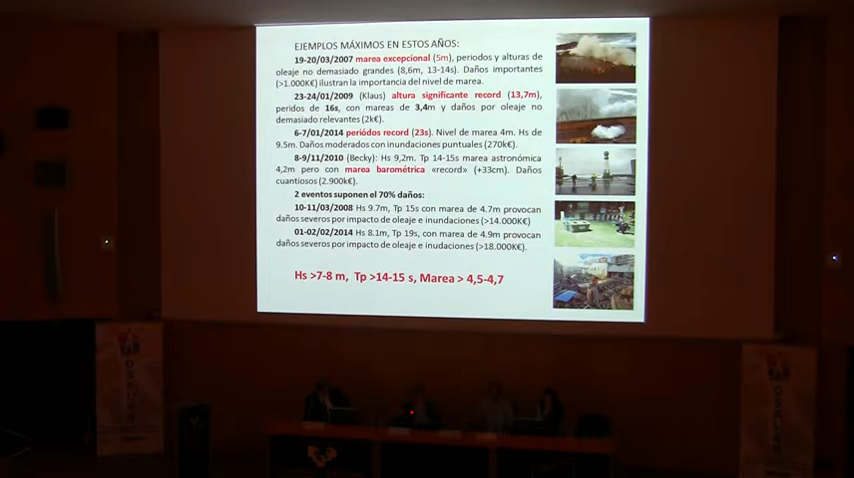 EJEMPLOS MÁXIMOS EN ESTOS AÑOS:
19-20/03/2007 marea excepcional (5m), periodos y alturas de
oleaje no demasiado grandes (8,6m, 13-14s). Daños importantes
(>1.000K€) ilustran la importancia del nivel de marea.
23-24/01/2009 (Klaus) altura significante record (13,7m),
peridos de 16s, con mareas de 3,4m y daños por oleaje no
demasiado relevantes (2k€).
6-7/01/2014 periódos record (23s). Nivel de marea 4m. Hs de
9.5m. Daños moderados con inundaciones puntuales (270k€).
8-9/11/2010 (Becky): Hs 9,2m. Tp 14-15s marea astronómica
4,2m pero con marea barométrica «record» (+33cm). Daños
cuantiosos (2.900k€).
2 eventos suponen el 70% daños:
10-11/03/2008 Hs 9.7m, Tp 15s con marea de 4.7m provocan
daños severos por impacto de oleaje e inundaciones (>14.000K€)
01-02/02/2014 Hs 8.1m, Tp 19s, con marea de 4.9m provocan
daños severos por impacto de oleaje e inudaciones (>18.000K€).
Hs >7-8 m, Tp >14-15 s, Marea > 4,5-4,7